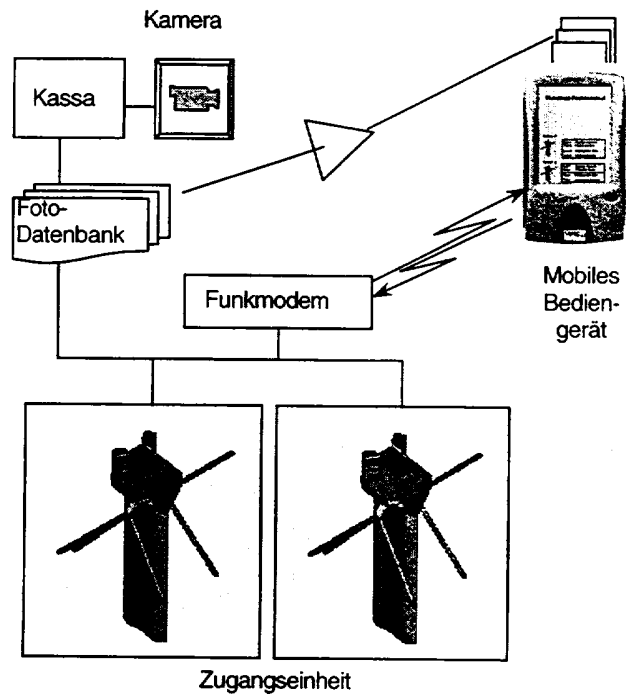 Kamera
Kassa
Foto-
Datenbank
Funkmodem
Mobiles
Bedien-
gerät
Zugangseinheit